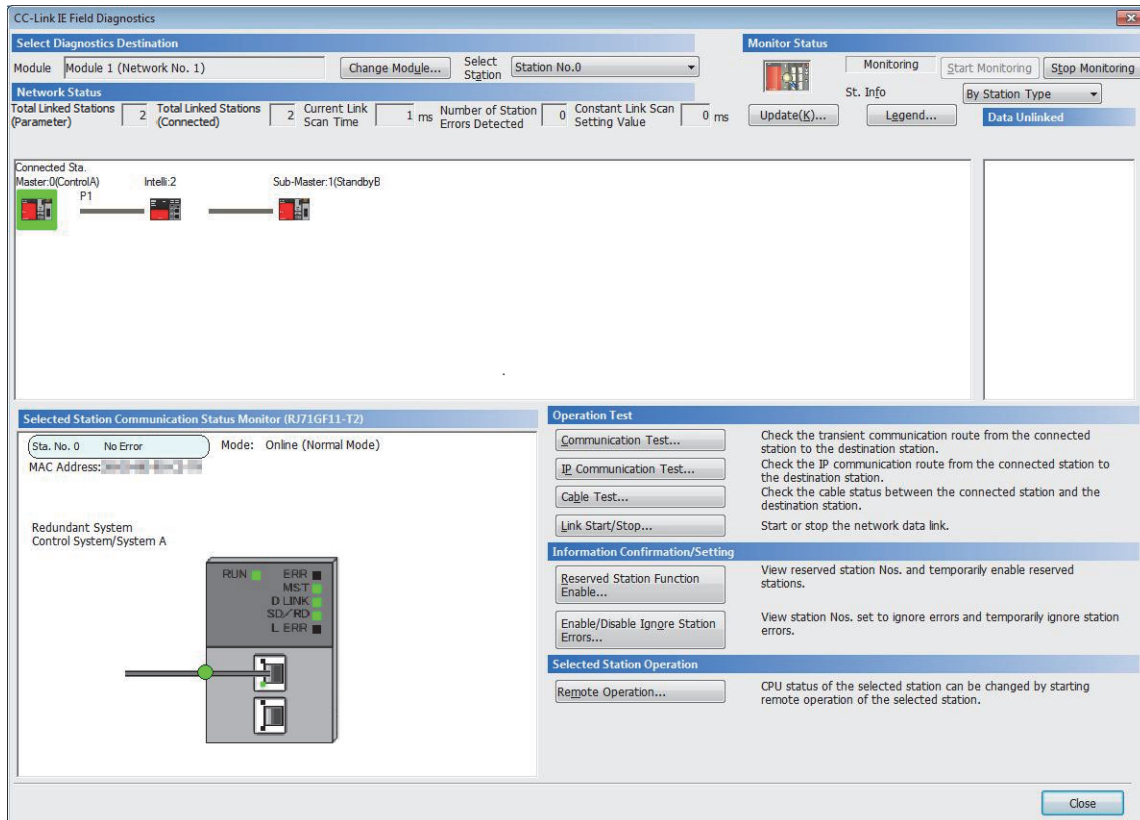 CC-Link IE Field Diagnostics
Select Diagnostics Destination
Module Module 1 (Network No. 1) Change Module... Select Station Station No.0
Monitor Status
Monitoring Start Monitoring Stop Monitoring
St. Info By Station Type
Update(K)... Legend... Data Unlinked
Network Status
Total Linked Stations (Parameter) 2 Total Linked Stations (Connected) 2 Current Link Scan Time 1 ms Number of Station Errors Detected 0 Constant Link Scan Setting Value 0 ms
Connected Sta.
Master:0(ControlA) Intelli:2 Sub-Master:1(StandbyB
P1
Selected Station Communication Status Monitor (RJ71GF11-T2)
Sta. No. 0 No Error Mode: Online (Normal Mode)
MAC Address:
Redundant System
Control System/System A
RUN ERR
MST
D LINK
SD/RD
L ERR
Operation Test
Communication Test... Check the transient communication route from the connected
station to the destination station.
IP Communication Test... Check the IP communication route from the connected station to
the destination station.
Cable Test... Check the cable status between the connected station and the
destination station.
Link Start/Stop... Start or stop the network data link.
Information Confirmation/Setting
Reserved Station Function Enable... View reserved station Nos. and temporarily enable reserved
stations.
Enable/Disable Ignore Station Errors... View station Nos. set to ignore errors and temporarily ignore station
errors.
Selected Station Operation
Remote Operation... CPU status of the selected station can be changed by starting
remote operation of the selected station.
Close